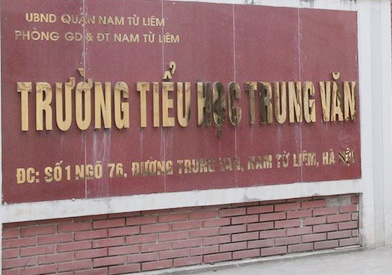 UBND QUẬN NAM TỪ LIÊM
PHÒNG GD & ĐT NAM TỪ LIÊM
TRƯỜNG TIỂU HỌC TRUNG VĂN
ĐC: SỐ 1 NGÕ 76, ĐƯỜNG TRUNG VĂN, NAM TỪ LIÊM, HÀ NỘI